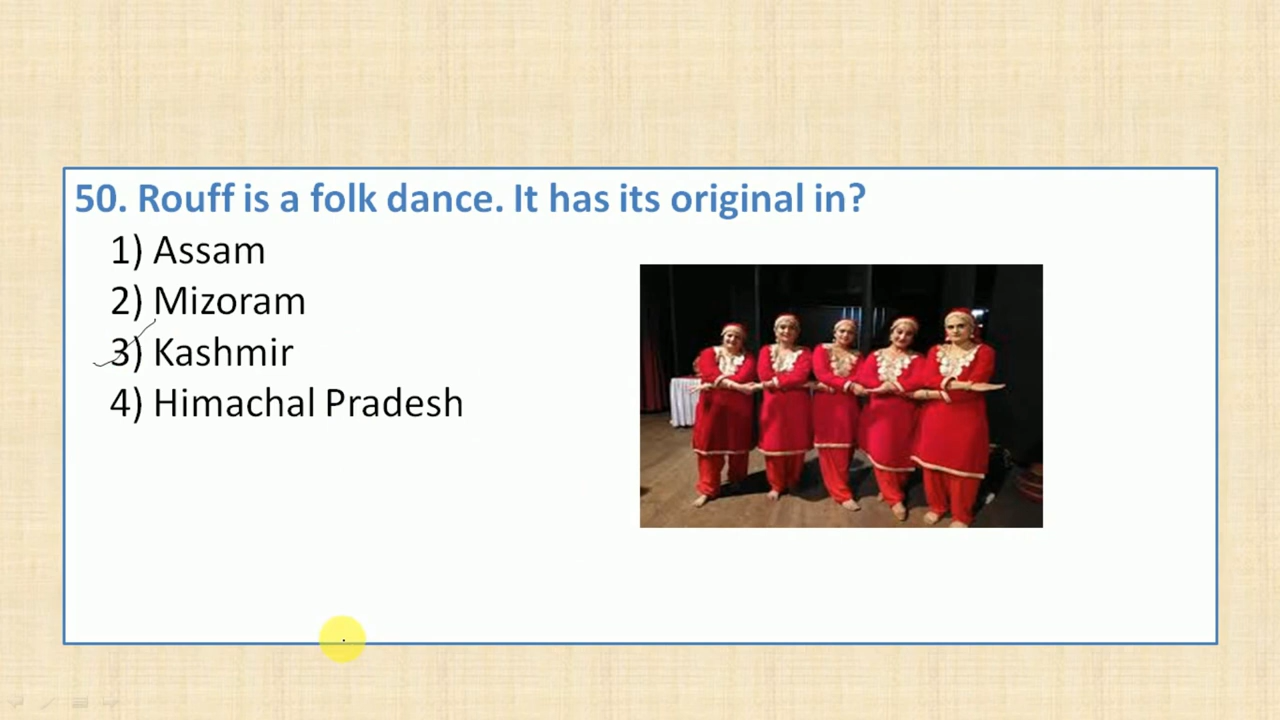 50. Rouff is a folk dance. It has its original in?
1) Assam
2) Mizoram
3) Kashmir
4) Himachal Pradesh